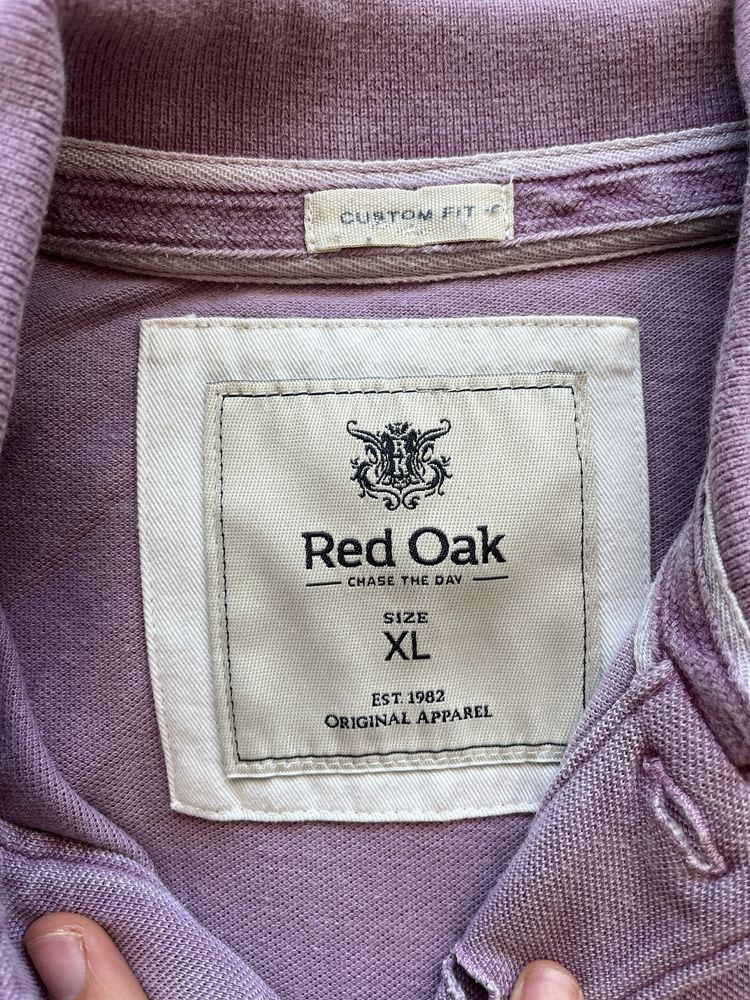 CUSTOM FIT
Red Oak
CHASE THE DAY
SIZE
XL
EST. 1982
ORIGINAL APPAREL